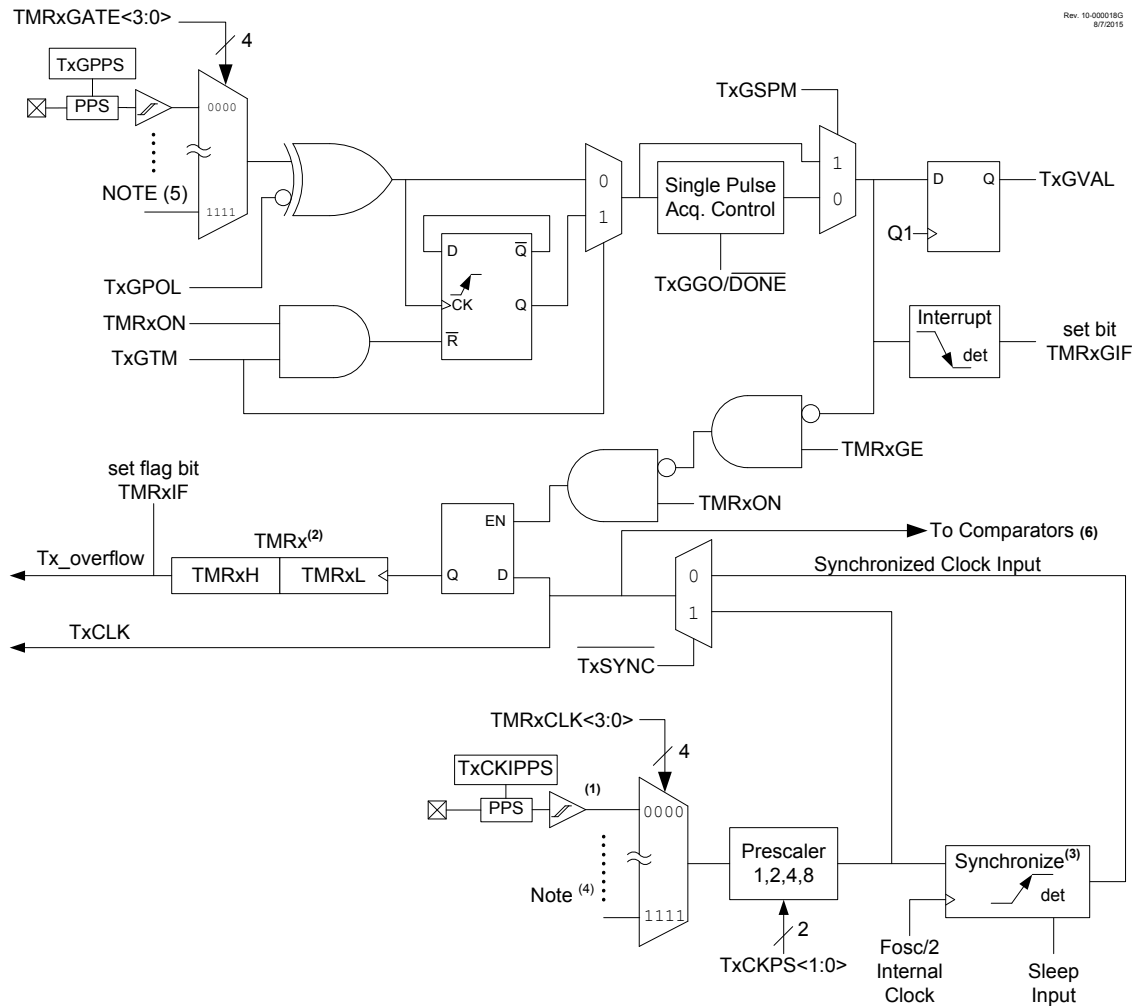 Rev. 10-000018G
8/7/2015
TMRxGATE<3:0>
4
TxGPPS
PPS
0000
NOTE (5)
1111
TxGPOL
TMRxON
TxGTM
D
Q
CK
Q
R
0
1
Single Pulse
Acq. Control
TxGGO/DONE
TxGSPM
1
0
D
Q
Q1
TxGVAL
Interrupt
det
set bit
TMRxGIF
TMRxGE
TMRxON
set flag bit
TMRxIF
TMRx(2)
Tx_overflow
TMRxH
TMRxL
EN
Q
D
TxCLK
To Comparators (6)
Synchronized Clock Input
0
1
TxSYNC
TMRxCLK<3:0>
4
TxCKIPPS
PPS
(1)
0000
Note (4)
1111
Prescaler
1,2,4,8
2
TxCKPS<1:0>
Synchronize(3)
det
Fosc/2
Internal
Clock
Sleep
Input